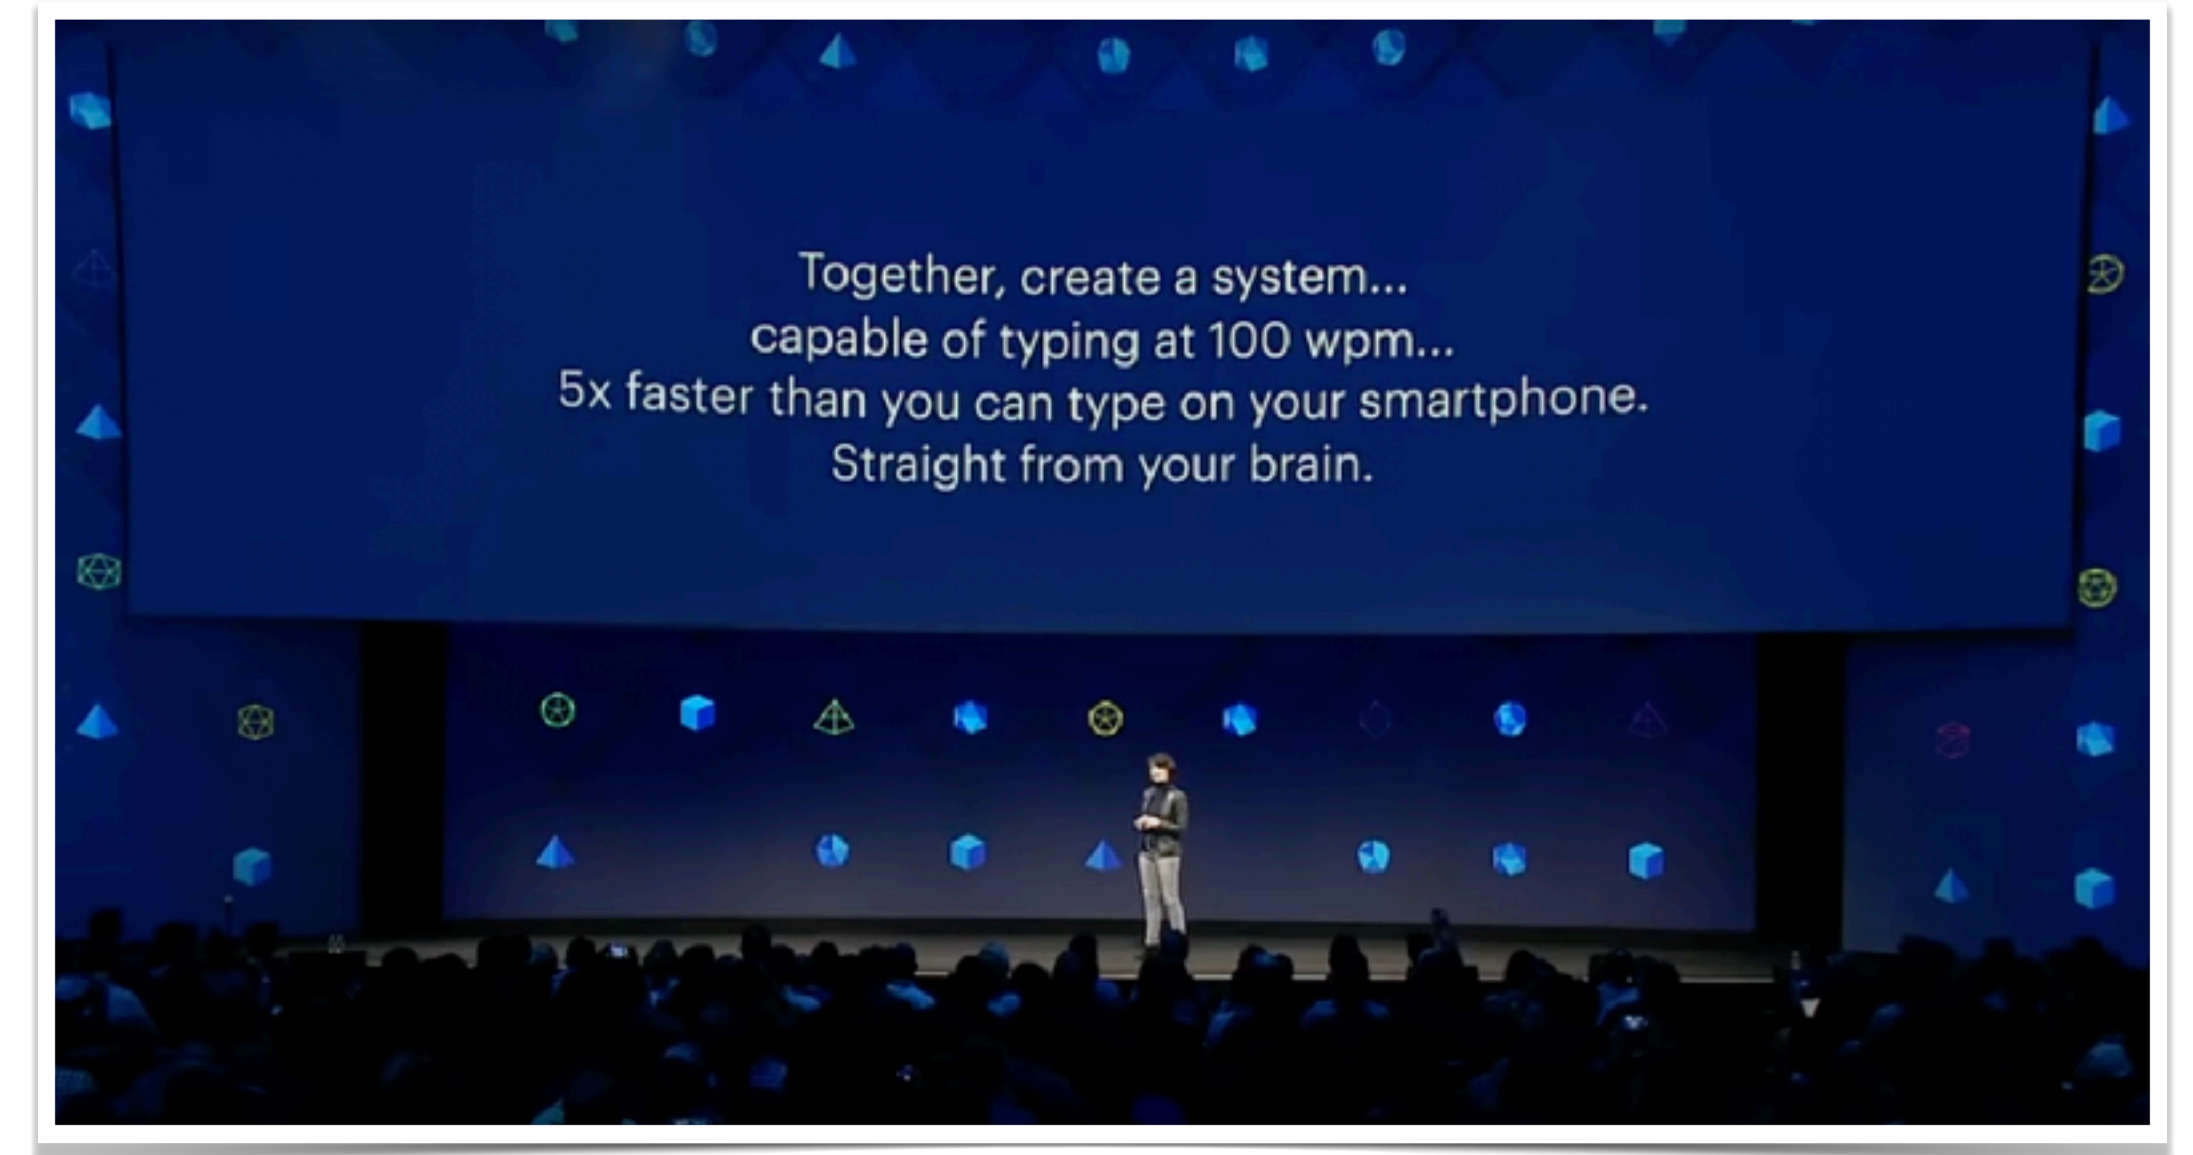 Together, create a system...
capable of typing at 100 wpm...
5x faster than you can type on your smartphone.
Straight from your brain.